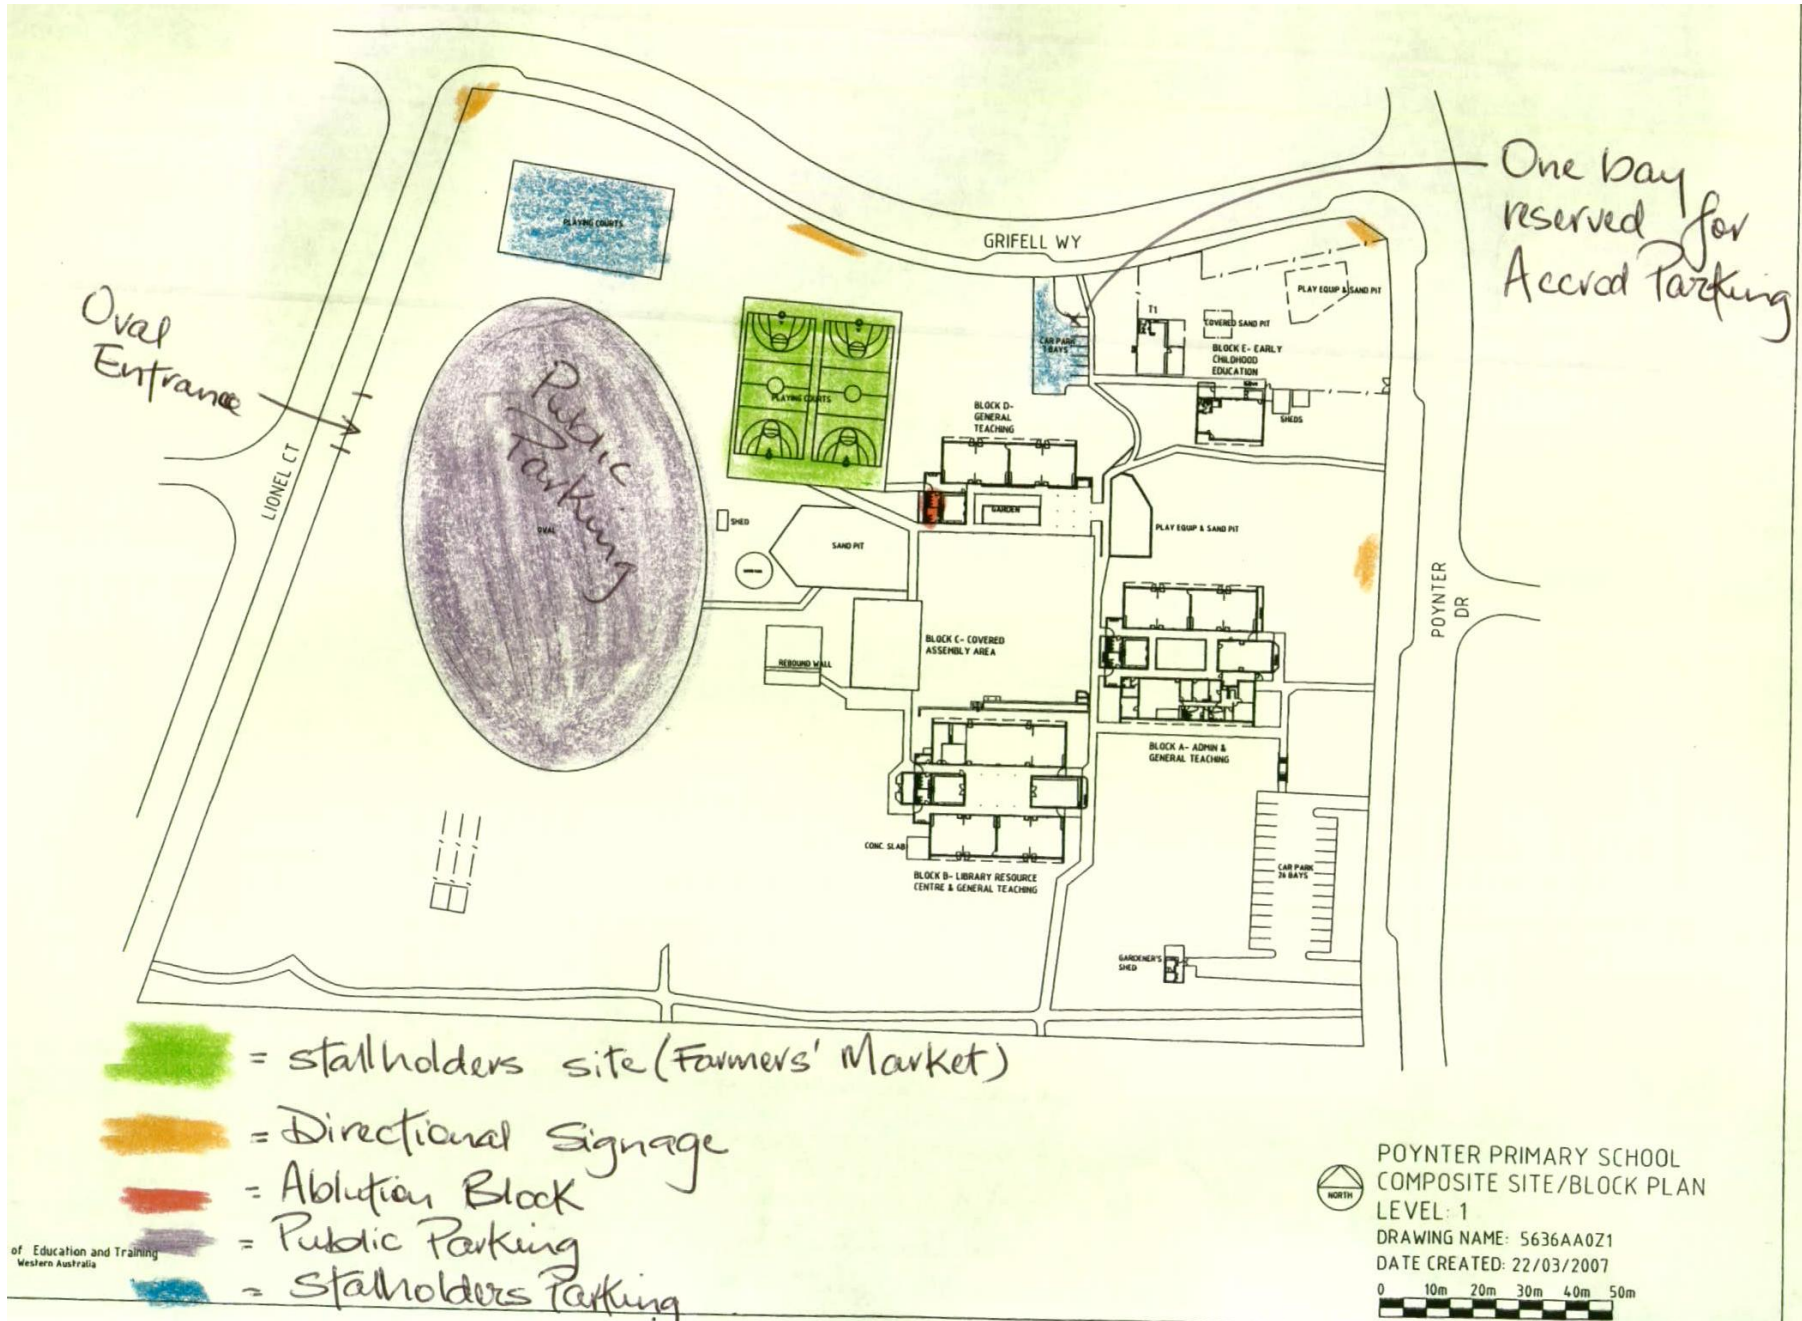 One bay
reserved for
Accred Parking
GRIFELL WY
PLAYING COURTS
PLAY EQUIP & SAND PIT
T1
COVERED SAND PIT
BLOCK E- EARLY
CHILDHOOD
EDUCATION
CAR PARK
7 BAYS
SHEDS
Oval
Entrance
LIONEL CT
Public
Parking
OVAL
PLAYING COURTS
BLOCK D-
GENERAL
TEACHING
GARDEN
PLAY EQUIP & SAND PIT
SHED
SAND PIT
POYNTER
DR
BLOCK C- COVERED
ASSEMBLY AREA
REBOUND WALL
BLOCK A- ADMIN &
GENERAL TEACHING
CONC. SLAB
BLOCK B- LIBRARY RESOURCE
CENTRE & GENERAL TEACHING
CAR PARK
26 BAYS
GARDENER'S
SHED
= stallholders site (Farmers' Market)
= Directional Signage
= Ablution Block
= Public Parking
= Stallholders Parking
of Education and Training
Western Australia
NORTH
POYNTER PRIMARY SCHOOL
COMPOSITE SITE/BLOCK PLAN
LEVEL: 1
DRAWING NAME: 5636AA0Z1
DATE CREATED: 22/03/2007
0 10m 20m 30m 40m 50m